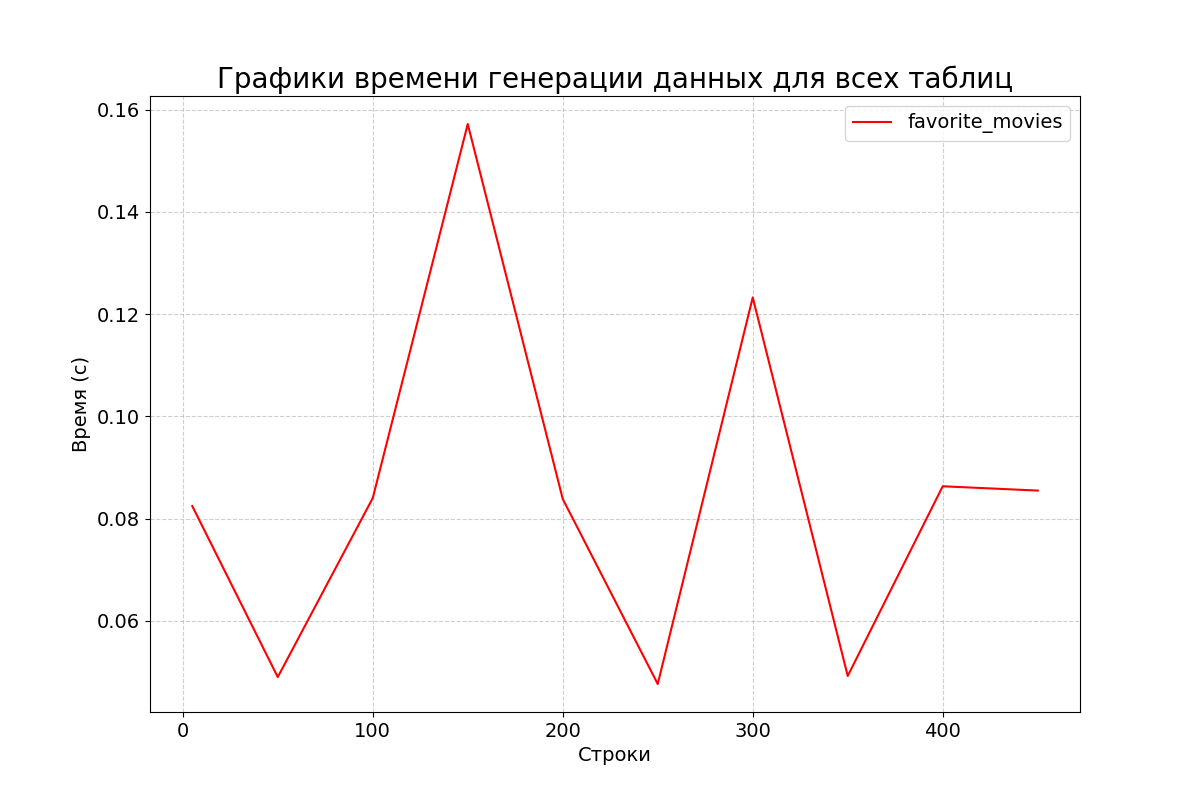 Графики времени генерации данных для всех таблиц
favorite_movies
0.16
0.14
0.12
0.10
0.08
0.06
Время (с)
0 100 200 300 400
Строки